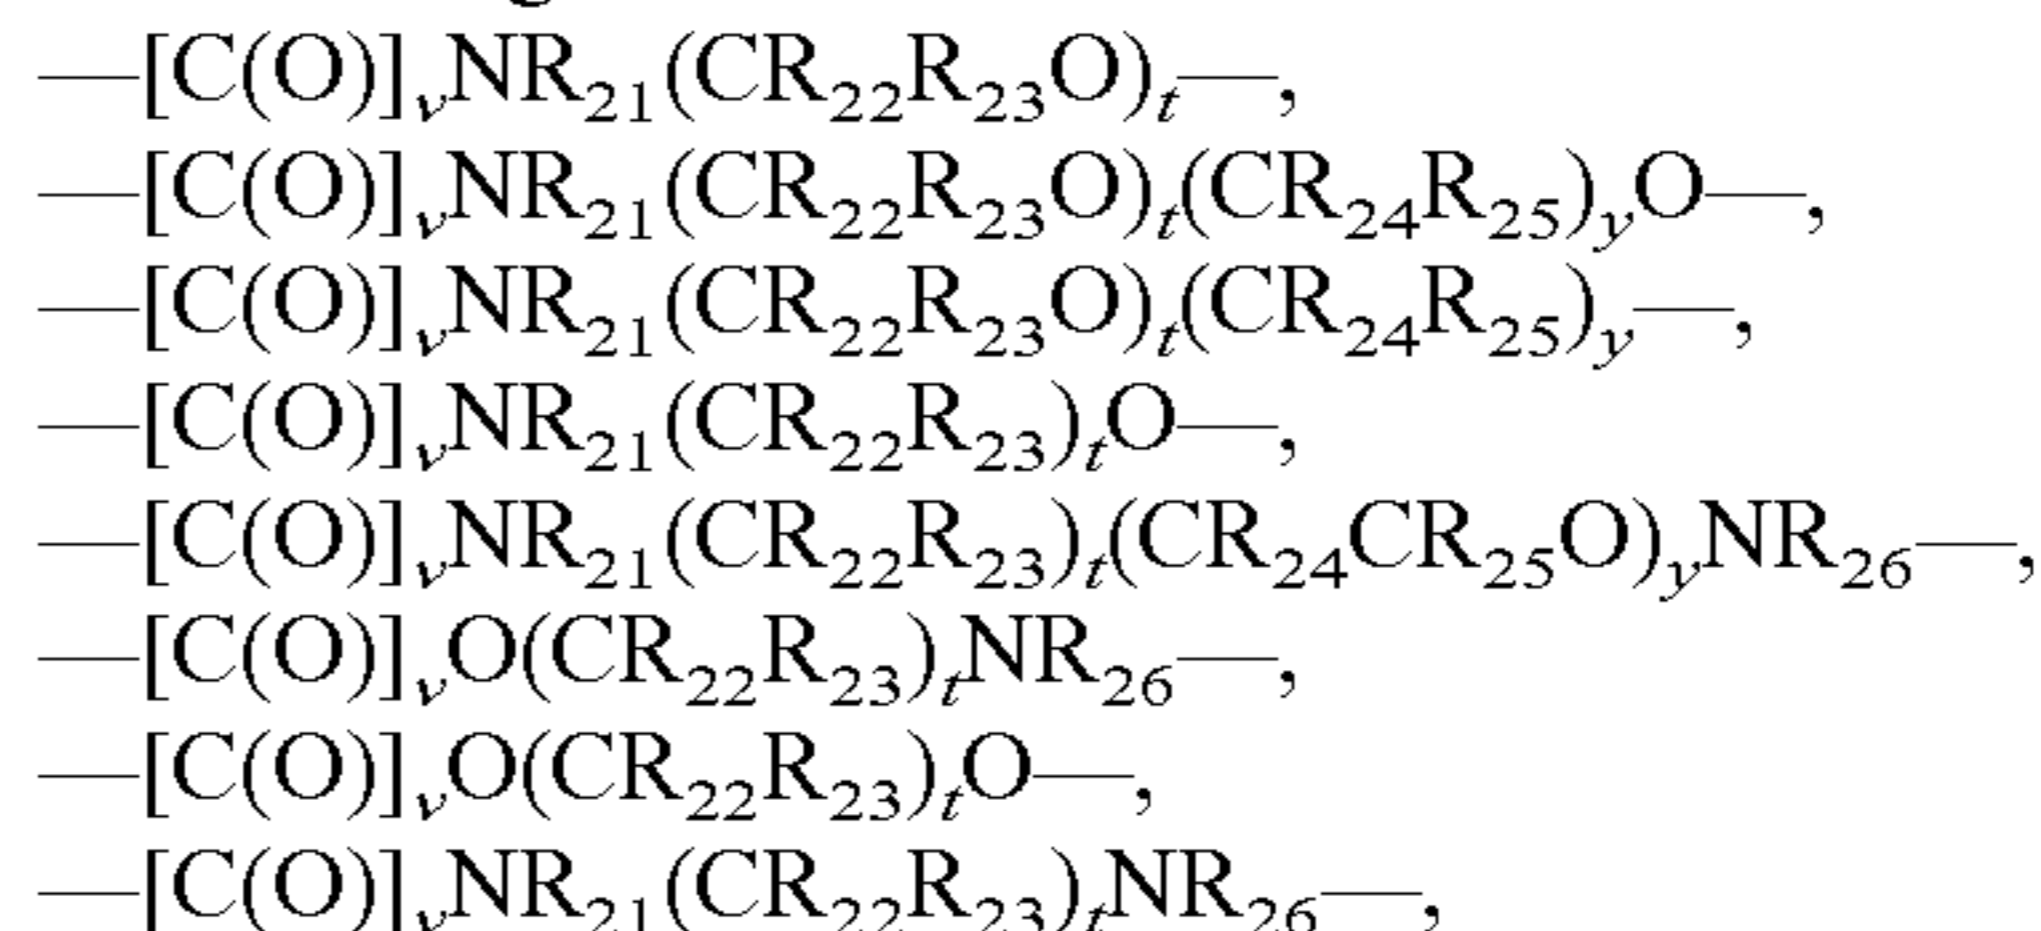 —[C(O)]vNR21(CR22R23O)t—,
—[C(O)]vNR21(CR22R23O)t(CR24R25)yO—,
—[C(O)]vNR21(CR22R23O)t(CR24R25)y—,
—[C(O)]vNR21(CR22R23)tO—,
—[C(O)]vNR21(CR22R23)t(CR24CR25O)yNR26—,
—[C(O)]vO(CR22R23)tNR26—,
—[C(O)]vO(CR22R23)tO—,
—[C(O)]vNR21(CR22R23)tNR26—,